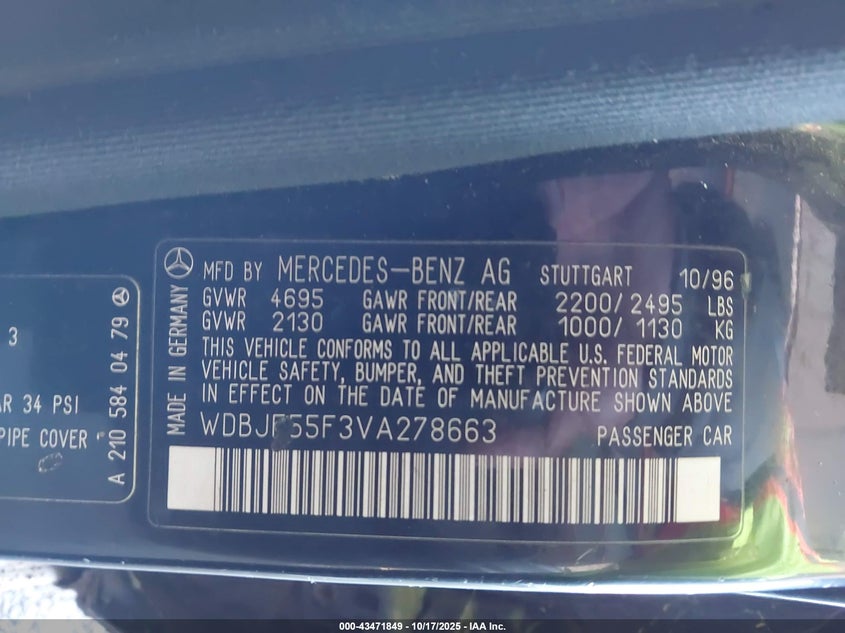 3
AR 34 PSI
PIPE COVER
A 210 584 04 79
MADE IN GERMANY
MFD BY MERCEDES-BENZ AG STUTTGART 10/96
GVWR 4695 GAWR FRONT/REAR 2200/2495 LBS
GVWR 2130 GAWR FRONT/REAR 1000/1130 KG
THIS VEHICLE CONFORMS TO ALL APPLICABLE U.S. FEDERAL MOTOR
VEHICLE SAFETY, BUMPER, AND THEFT PREVENTION STANDARDS
IN EFFECT ON THE DATE OF MANUFACTURE SHOWN ABOVE.
WDBJF55F3VA278663 PASSENGER CAR
000-43471849 - 10/17/2025 - IAA Inc.